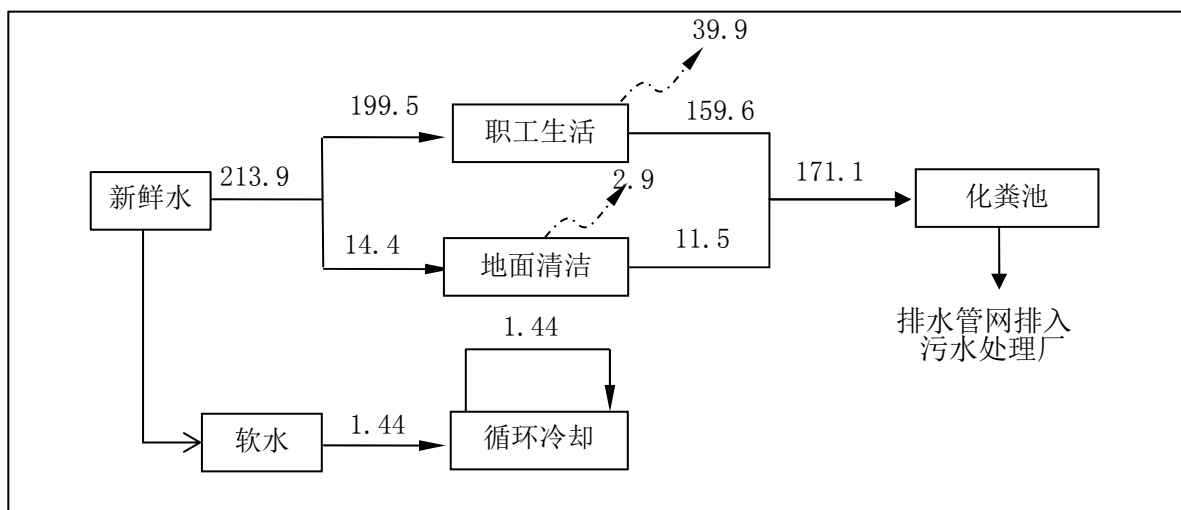 39.9
199.5
职工生活
159.6
新鲜水
213.9
2.9
171.1
化粪池
14.4
地面清洁
11.5
排水管网排入
污水处理厂
1.44
软水
1.44
循环冷却